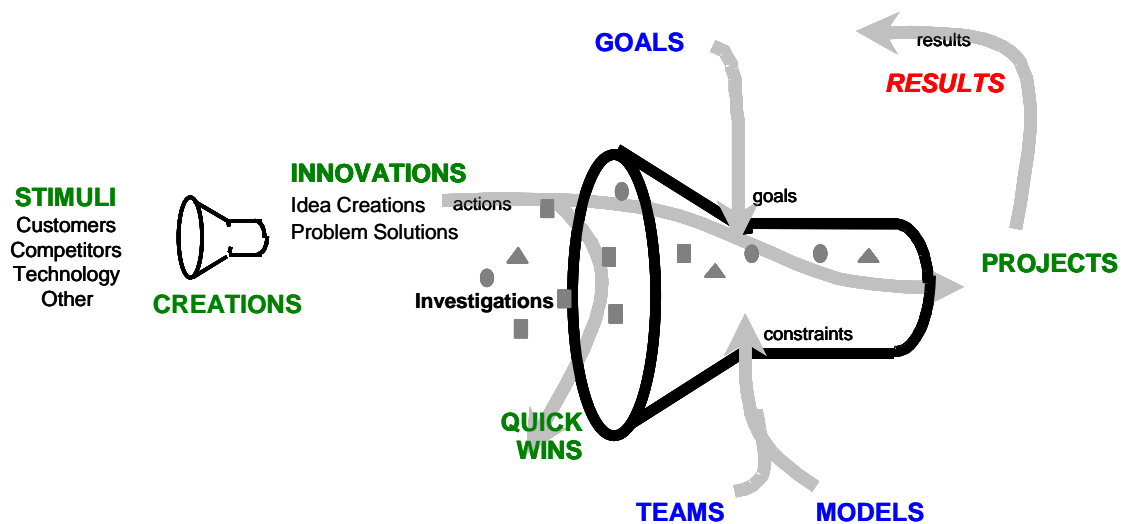 GOALS
results
RESULTS
STIMULI
Customers
Competitors
Technology
Other
CREATIONS
INNOVATIONS
Idea Creations
Problem Solutions
actions
goals
Investigations
PROJECTS
constraints
QUICK
WINS
TEAMS
MODELS